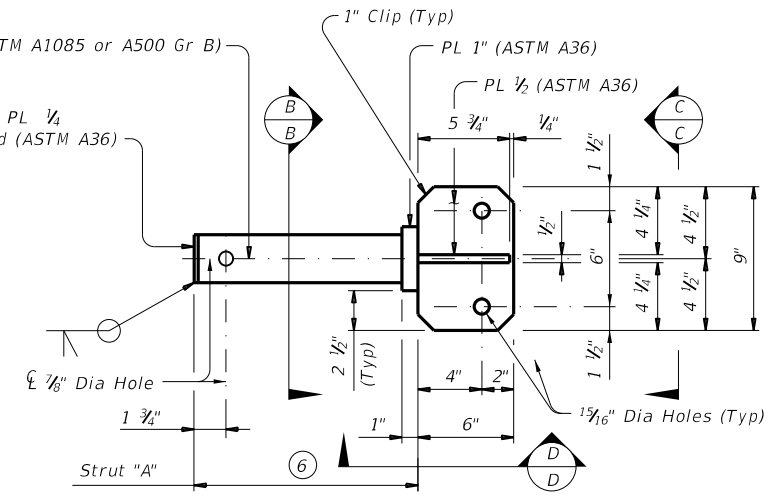 1" Clip (Typ)
TM A1085 or A500 Gr B)
PL 1" (ASTM A36)
PL 1/2 (ASTM A36)
PL 1/4
d (ASTM A36)
B
B
C
C
5 3/4"
1/4"
1 1/2"
1/2"
6"
4 1/4"
4 1/4"
4 1/2"
4 1/2"
9"
1 1/2"
2 1/2"
(Typ)
℄ 7/8" Dia Hole
4"
2"
15/16" Dia Holes (Typ)
1 3/4"
1"
6"
Strut "A"
6
D
D